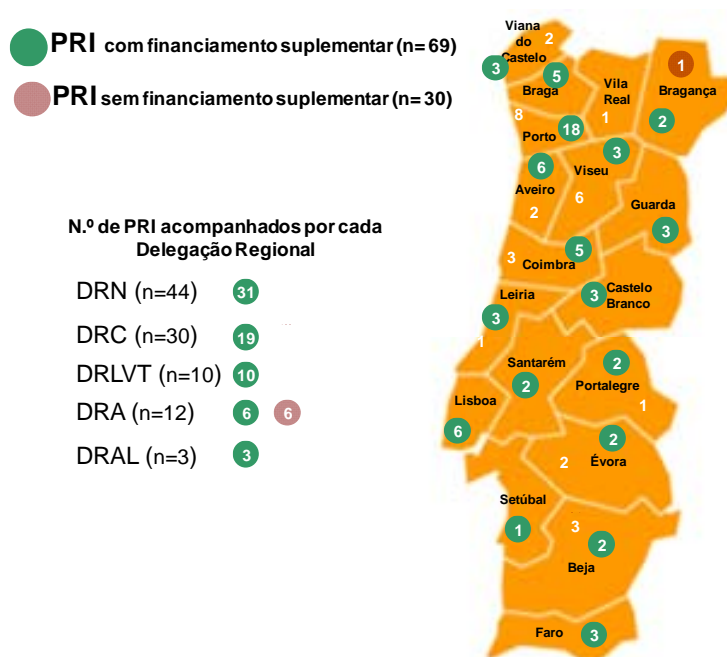 PRI com financiamento suplementar (n= 69)
PRI sem financiamento suplementar (n= 30)
N.º de PRI acompanhados por cada
Delegação Regional
DRN (n=44) 31
DRC (n=30) 19
DRLVT (n=10) 10
DRA (n=12) 6 6
DRAL (n=3) 3
Viana
do
Castelo
2
3
Braga
5
Vila
Real
1
Bragança
1
2
8
Porto
18
Viseu
3
6
Aveiro
6
2
Guarda
3
3
Coimbra
5
Castelo
Branco
3
Leiria
3
1
Santarém
2
Portalegre
2
1
Lisboa
6
Évora
2
2
Setúbal
1
3
2
Beja
Faro
3